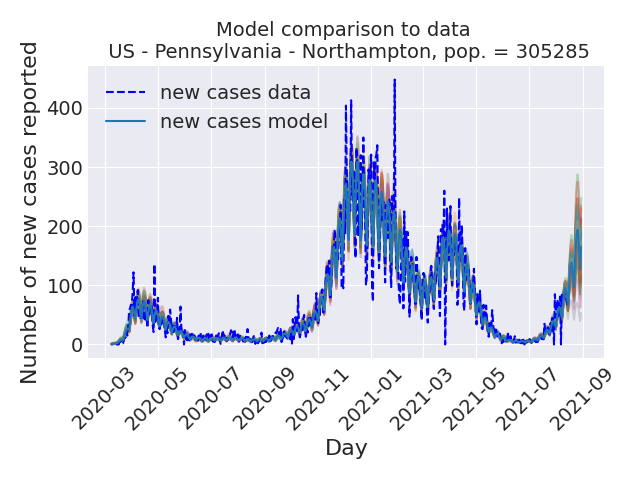 Model comparison to data
US - Pennsylvania - Northampton, pop. = 305285
Number of new cases reported
400
300
200
100
0
new cases data
new cases model
2020-03
2020-05
2020-07
2020-09
2020-11
2021-01
2021-03
2021-05
2021-07
2021-09
Day